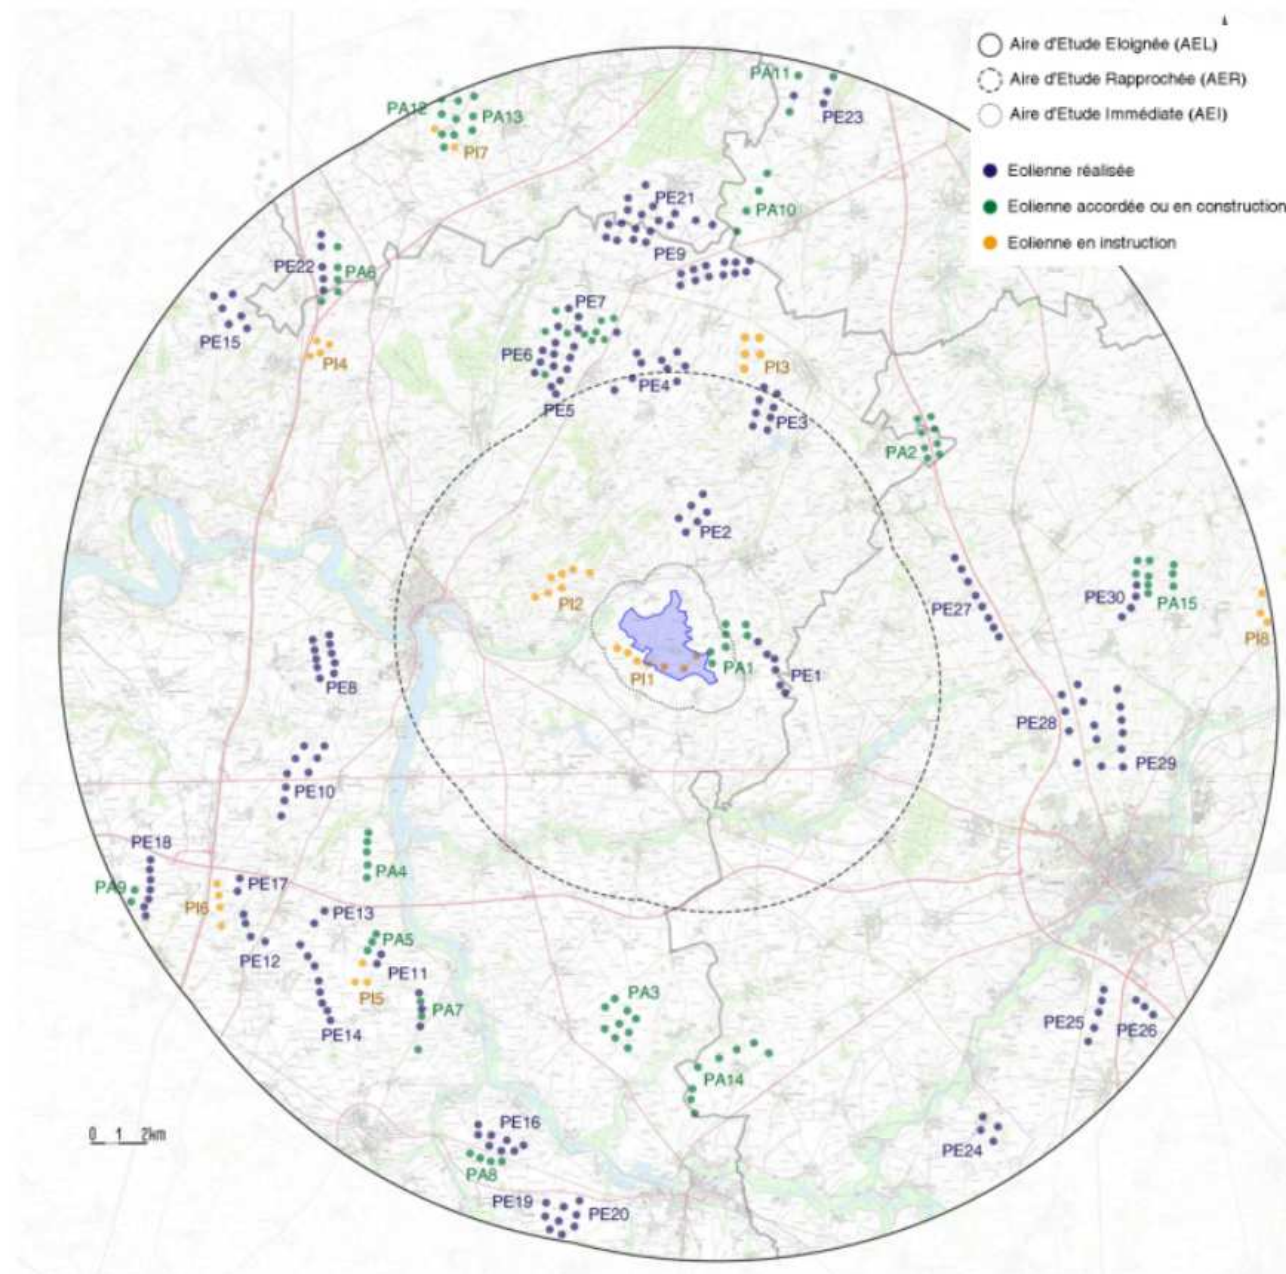 Aire d'Etude Eloignée (AEL)
Aire d'Etude Rapprochée (AER)
Aire d'Etude Immédiate (AEI)
Eolienne réalisée
Eolienne accordée ou en construction
Eolienne en instruction
PA11
PE23
PA12
PA13
PI7
PE21
PA10
PE9
PE22
PA6
PE15
PI4
PE7
PE6
PE4
PE5
PI3
PE3
PA2
PE2
PI2
PE27
PE30
PA15
PI8
PE8
PI1
PA1
PE1
PE28
PE29
PE10
PE18
PA9
PE17
PI6
PA4
PE13
PE12
PA5
PE11
PI5
PE14
PA7
PA3
PA14
PE25
PE26
PE24
PE16
PA8
PE19
PE20
0 1 2km